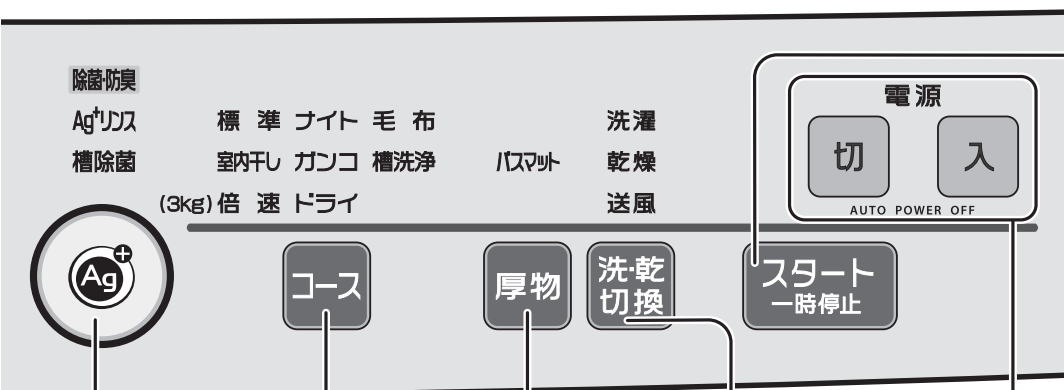 除菌・防臭
Ag⁺リンス
槽除菌
Ag+
標準 ナイト 毛布
室内干し ガンコ 槽洗浄
(3kg)倍速 ドライ
コース
バスマット
厚物
洗濯
乾燥
送風
洗・乾
切換
スタート
一時停止
電源
切 入
AUTO POWER OFF